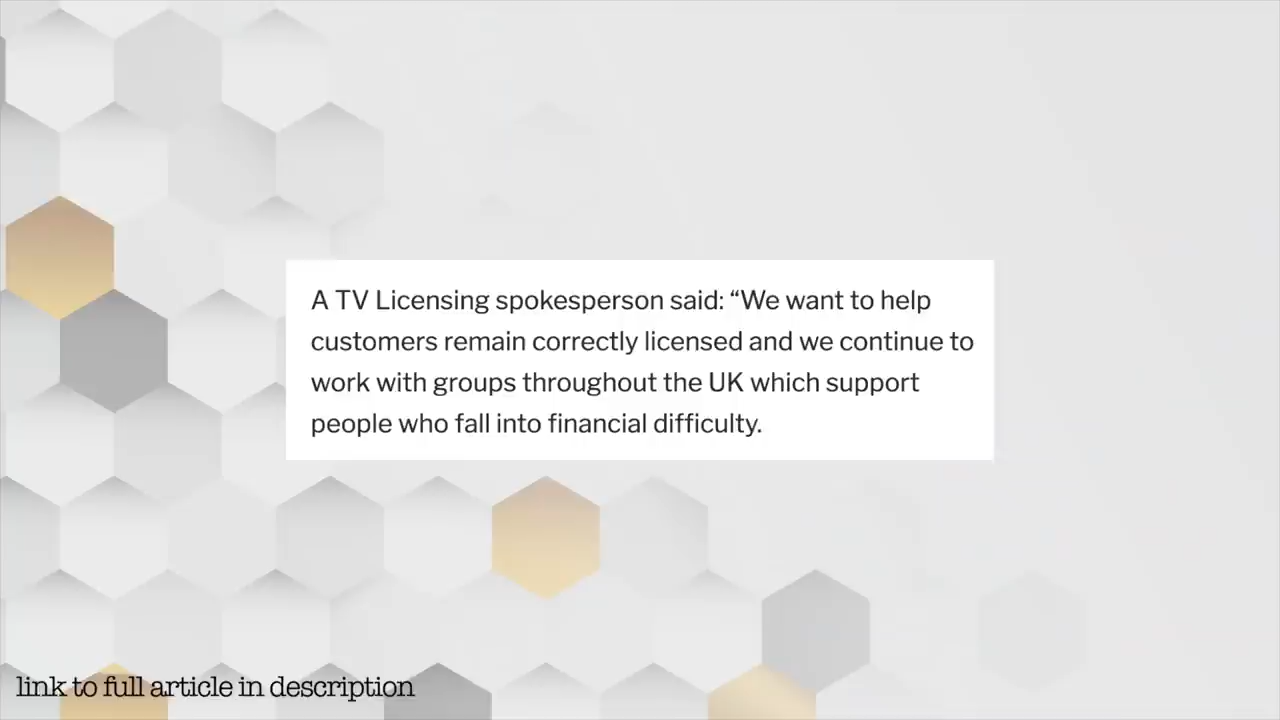 A TV Licensing spokesperson said: “We want to help
customers remain correctly licensed and we continue to
work with groups throughout the UK which support
people who fall into financial difficulty.
link to full article in description